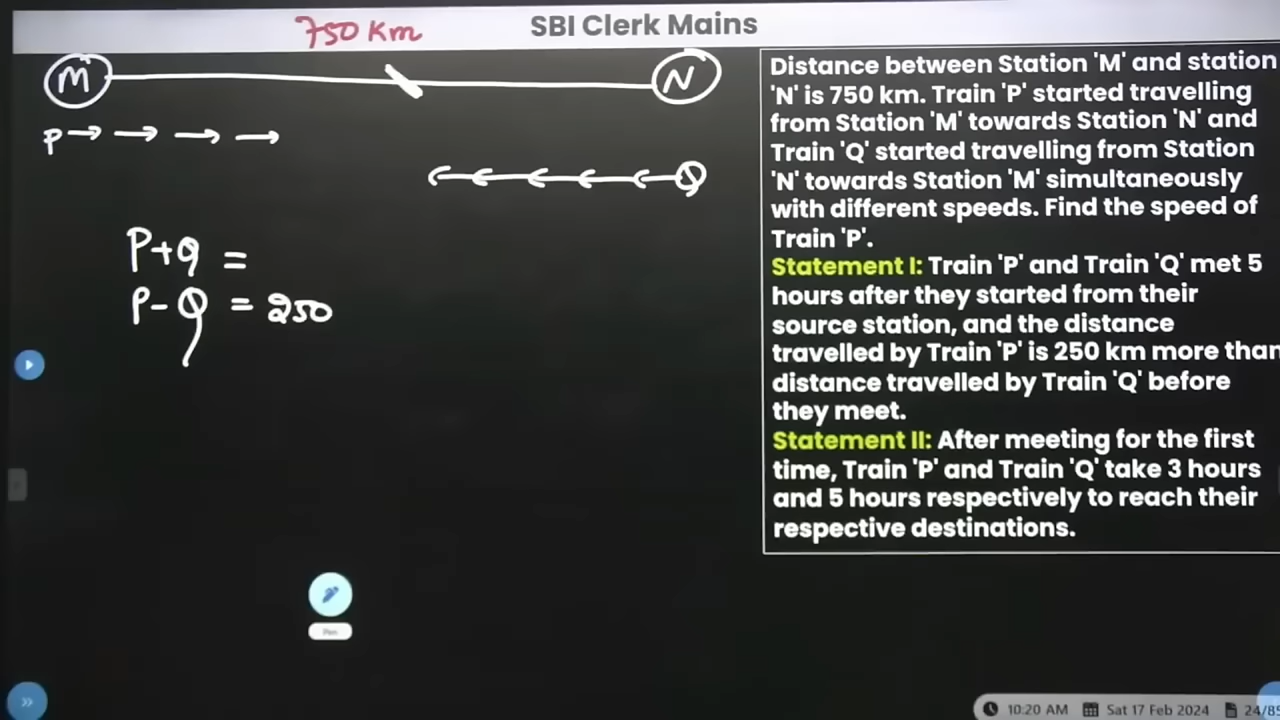 750 Km
SBI Clerk Mains
M
N
P
Q
P+Q =
P-Q = 250
Distance between Station 'M' and station
'N' is 750 km. Train 'P' started travelling
from Station 'M' towards Station 'N' and
Train 'Q' started travelling from Station
'N' towards Station 'M' simultaneously
with different speeds. Find the speed of
Train 'P'.
Statement I: Train 'P' and Train 'Q' met 5
hours after they started from their
source station, and the distance
travelled by Train 'P' is 250 km more than
distance travelled by Train 'Q' before
they meet.
Statement II: After meeting for the first
time, Train 'P' and Train 'Q' take 3 hours
and 5 hours respectively to reach their
respective destinations.
Pen
10:20 AM Sat 17 Feb 2024 24/85